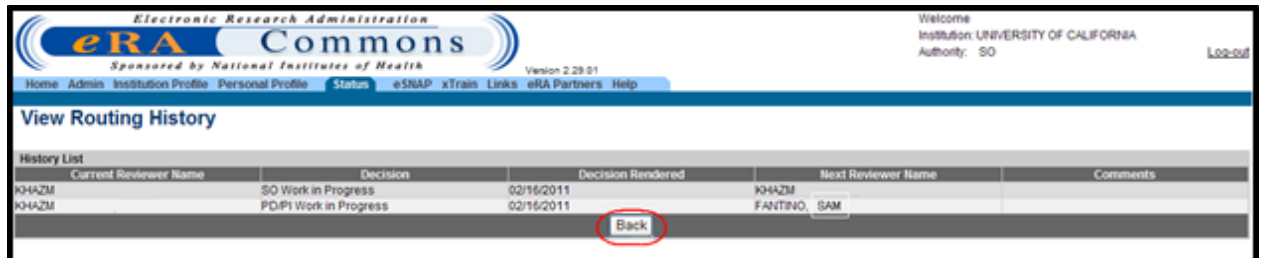 Electronic Research Administration
eRA Commons
Sponsored by National Institutes of Health
Version 2.29.01
Welcome
Institution: UNIVERSITY OF CALIFORNIA
Authority: SO
Log-out
Home Admin Institution Profile Personal Profile Status eSNAP xTrain Links eRA Partners Help
View Routing History
History List
Current Reviewer Name Decision Decision Rendered Next Reviewer Name Comments
KHAZM SO Work in Progress 02/16/2011 KHAZM
KHAZM PD/PI Work in Progress 02/16/2011 FANTINO, SAM
Back